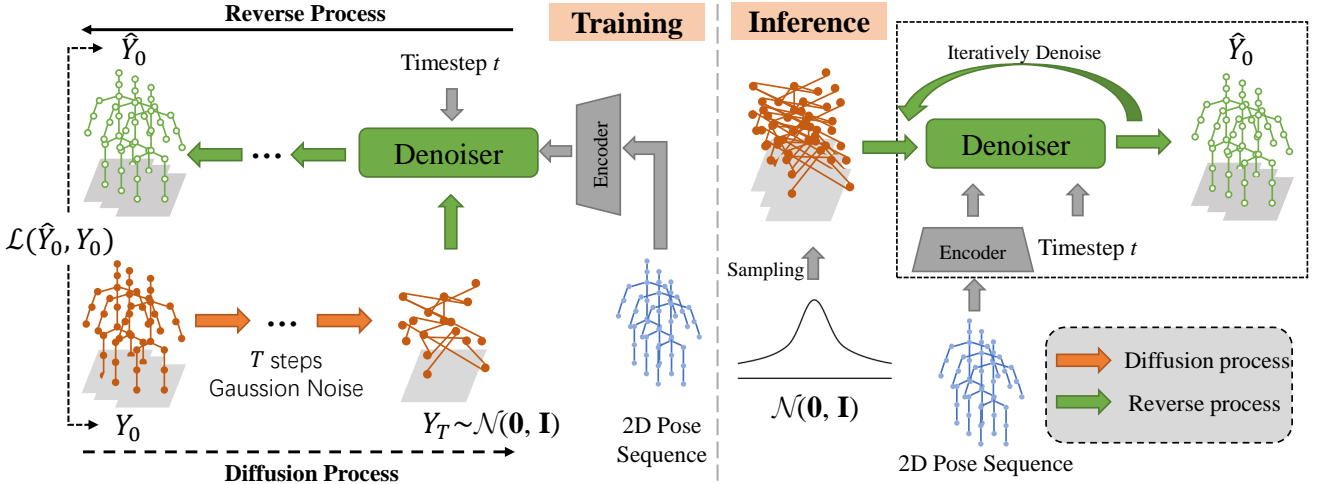 Reverse Process
Training
Ŷ₀
Timestep t
Denoiser
Encoder
...
ℒ(Ŷ₀, Y₀)
...
T steps
Gaussion Noise
Y₀
Y_T ~ 𝒩(𝟎, 𝐈)
2D Pose
Sequence
Diffusion Process
Inference
Iteratively Denoise
Ŷ₀
Denoiser
Encoder
Timestep t
Sampling
𝒩(𝟎, 𝐈)
2D Pose Sequence
Diffusion process
Reverse process